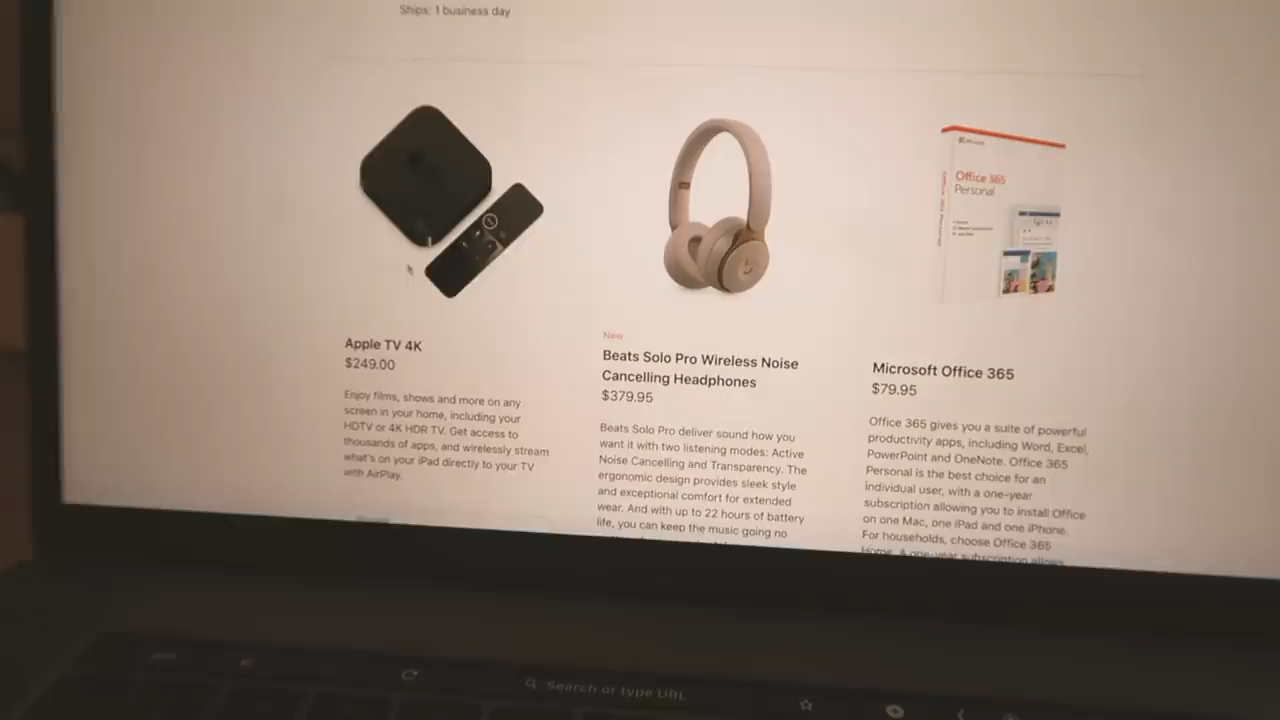 Ships: 1 business day
Office 365
Personal
Apple TV 4K
$249.00
Enjoy films, shows and more on any
screen in your home, including your
HDTV or 4K HDR TV. Get access to
thousands of apps, and wirelessly stream
what's on your iPad directly to your TV
with AirPlay.
New
Beats Solo Pro Wireless Noise
Cancelling Headphones
$379.95
Beats Solo Pro deliver sound how you
want it with two listening modes: Active
Noise Cancelling and Transparency. The
ergonomic design provides sleek style
and exceptional comfort for extended
wear. And with up to 22 hours of battery
life, you can keep the music going no
Microsoft Office 365
$79.95
Office 365 gives you a suite of powerful
productivity apps, including Word, Excel,
PowerPoint and OneNote. Office 365
Personal is the best choice for an
individual user, with a one-year
subscription allowing you to install Office
on one Mac, one iPad and one iPhone.
For households, choose Office 365
Home. A one-year subscription allows
Search or type URL